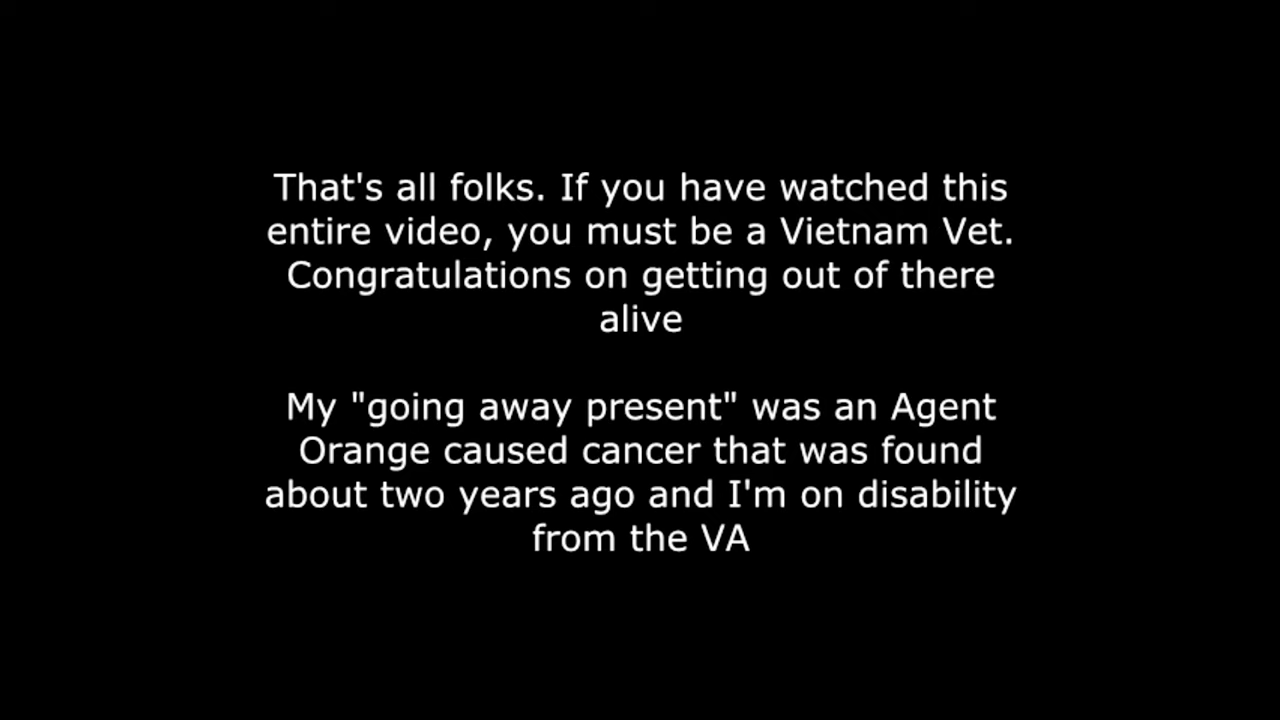 That's all folks. If you have watched this
entire video, you must be a Vietnam Vet.
Congratulations on getting out of there
alive
My "going away present" was an Agent
Orange caused cancer that was found
about two years ago and I'm on disability
from the VA